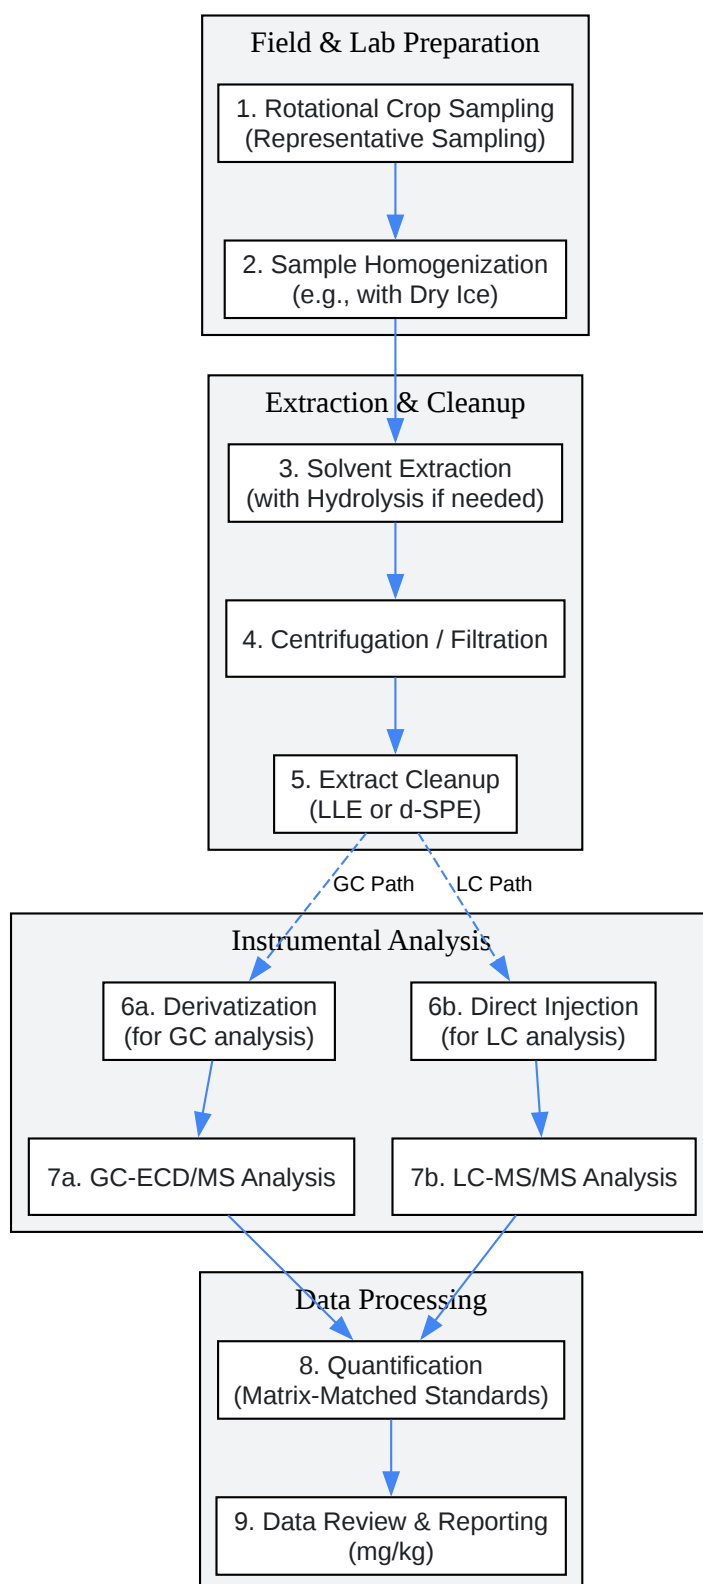 Field & Lab Preparation
1. Rotational Crop Sampling
(Representative Sampling)
2. Sample Homogenization
(e.g., with Dry Ice)
Extraction & Cleanup
3. Solvent Extraction
(with Hydrolysis if needed)
4. Centrifugation / Filtration
5. Extract Cleanup
(LLE or d-SPE)
GC Path
LC Path
Instrumental Analysis
6a. Derivatization
(for GC analysis)
6b. Direct Injection
(for LC analysis)
7a. GC-ECD/MS Analysis
7b. LC-MS/MS Analysis
Data Processing
8. Quantification
(Matrix-Matched Standards)
9. Data Review & Reporting
(mg/kg)